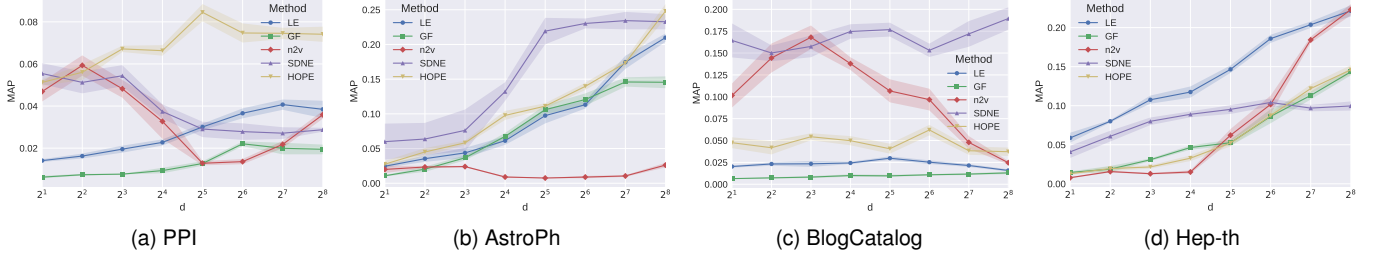 0.08
0.06
0.04
0.02
MAP
Method
LE
GF
n2v
SDNE
HOPE
2^1 2^2 2^3 2^4 2^5 2^6 2^7 2^8
d
(a) PPI
0.25
0.20
0.15
0.10
0.05
0.00
MAP
Method
LE
GF
n2v
SDNE
HOPE
2^1 2^2 2^3 2^4 2^5 2^6 2^7 2^8
d
(b) AstroPh
0.200
0.175
0.150
0.125
0.100
0.075
0.050
0.025
0.000
MAP
Method
LE
GF
n2v
SDNE
HOPE
2^1 2^2 2^3 2^4 2^5 2^6 2^7 2^8
d
(c) BlogCatalog
0.20
0.15
0.10
0.05
0.00
MAP
Method
LE
GF
n2v
SDNE
HOPE
2^1 2^2 2^3 2^4 2^5 2^6 2^7 2^8
d
(d) Hep-th